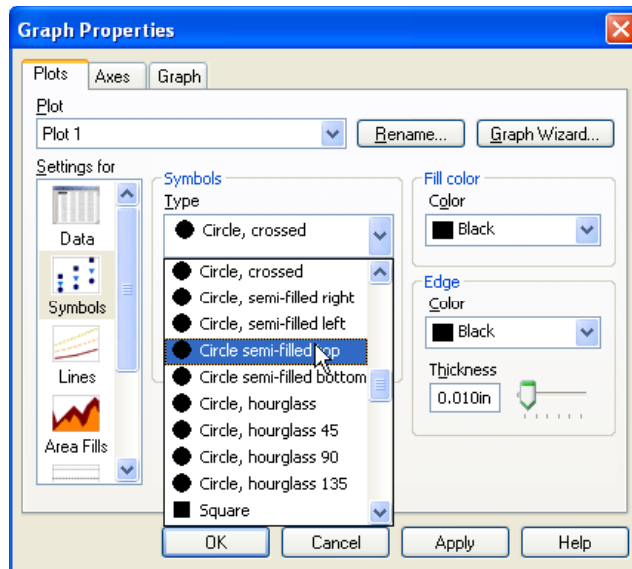 Graph Properties
Plots Axes Graph
Plot
Plot 1
Rename...
Graph Wizard...
Settings for
Data
Symbols
Lines
Area Fills
Symbols
Type
Circle, crossed
Circle, crossed
Circle, semi-filled right
Circle, semi-filled left
Circle semi-filled top
Circle semi-filled bottom
Circle, hourglass
Circle, hourglass 45
Circle, hourglass 90
Circle, hourglass 135
Square
Fill color
Color
Black
Edge
Color
Black
Thickness
0.010in
OK Cancel Apply Help